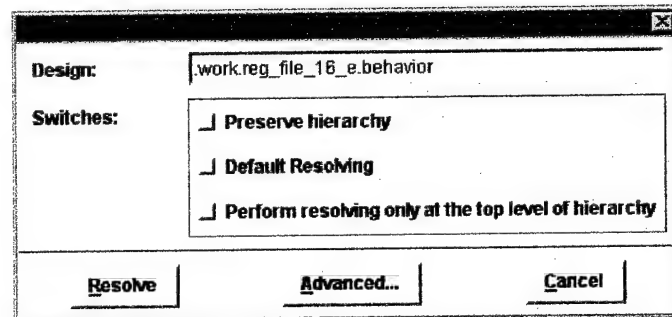 Design: .work.reg_file_16_e.behavior
Switches:
Preserve hierarchy
Default Resolving
Perform resolving only at the top level of hierarchy
Resolve Advanced... Cancel